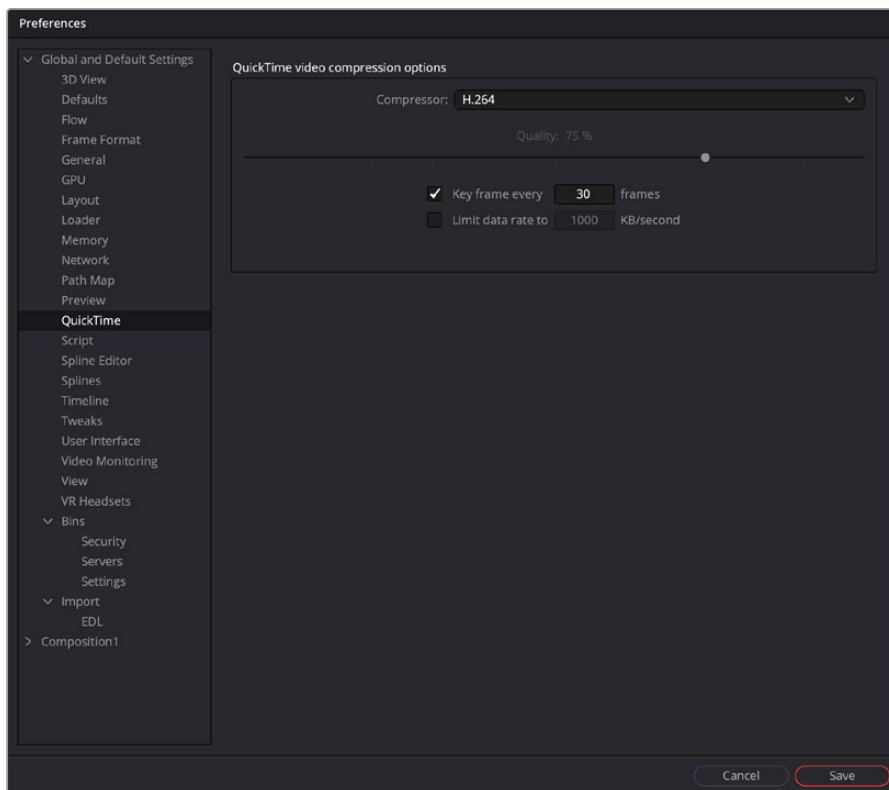 Preferences
Global and Default Settings
3D View
Defaults
Flow
Frame Format
General
GPU
Layout
Loader
Memory
Network
Path Map
Preview
QuickTime
Script
Spline Editor
Splines
Timeline
Tweaks
User Interface
Video Monitoring
View
VR Headsets
Bins
Security
Servers
Settings
Import
EDL
Composition1
QuickTime video compression options
Compressor: H.264
Quality: 75 %
Key frame every 30 frames
Limit data rate to 1000 KB/second
Cancel Save